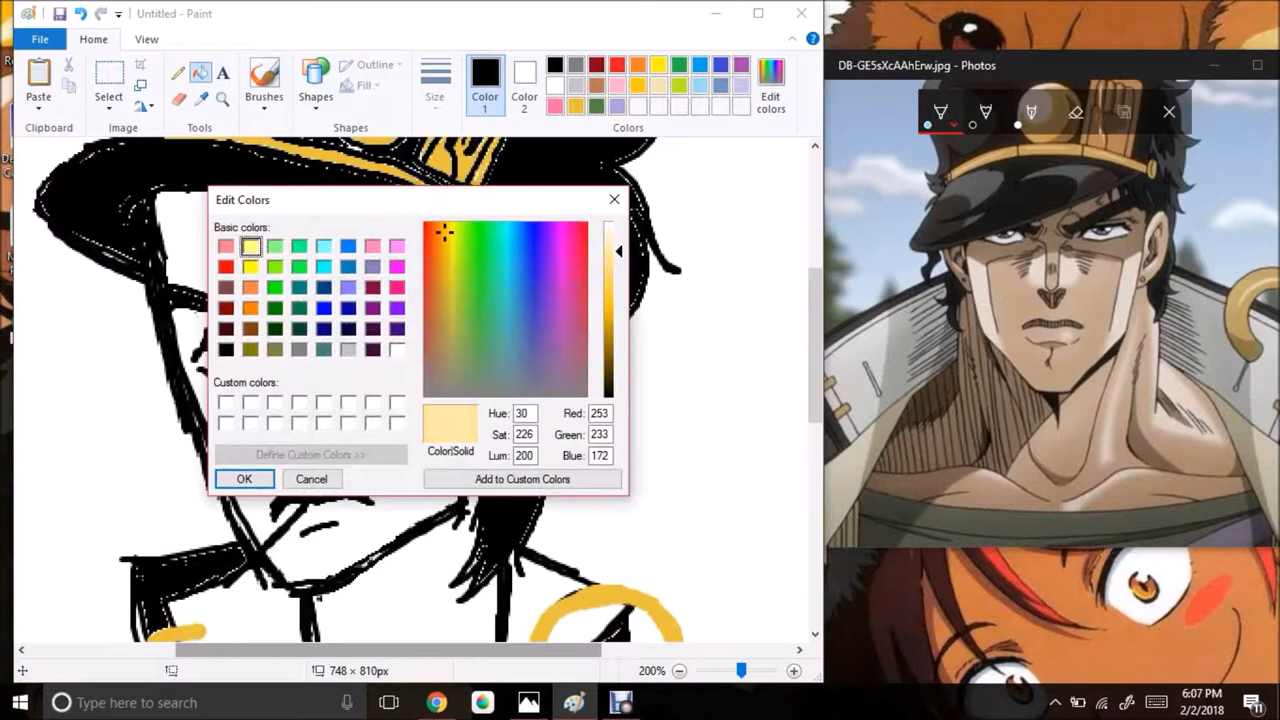 Untitled - Paint
File
Home
View
Paste
Select
Brushes
Shapes
Outline
Fill
Size
Color 1
Color 2
Edit colors
Clipboard
Image
Tools
Shapes
Colors
Edit Colors
Basic colors:
Custom colors:
Define Custom Colors >>
OK
Cancel
Color|Solid
Hue: 30
Sat: 226
Lum: 200
Red: 253
Green: 233
Blue: 172
Add to Custom Colors
748 × 810px
200%
DB-GE5sXcAAhErw.jpg - Photos
Type here to search
6:07 PM
2/2/2018
11